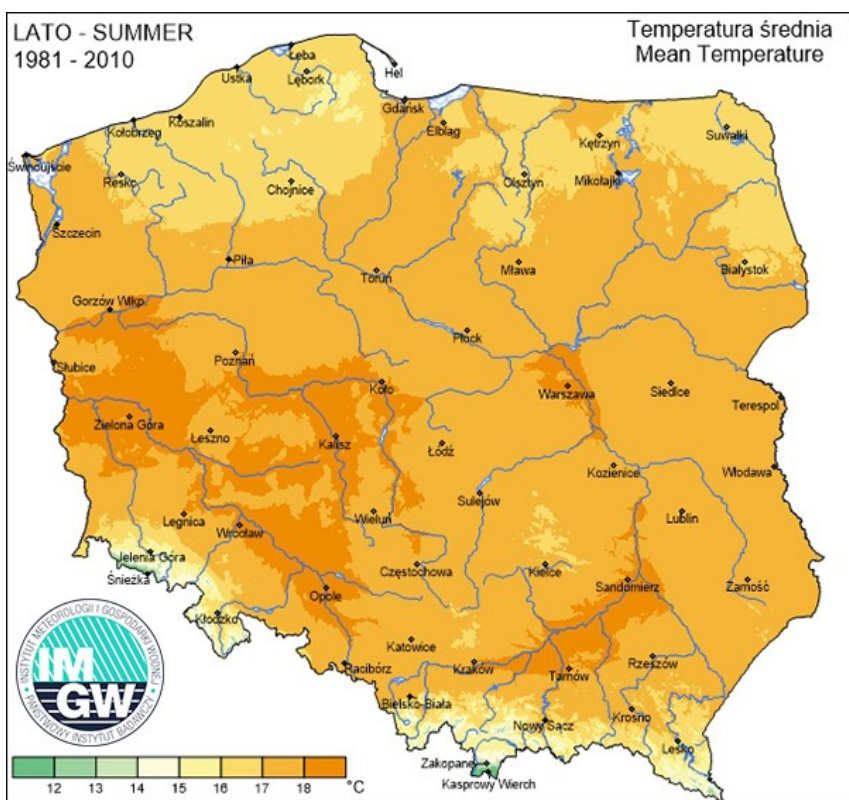 LATO - SUMMER
1981 - 2010
Temperatura średnia
Mean Temperature
Łeba
Hel
Ustka
Lębork
Gdańsk
Kołobrzeg
Koszalin
Elbląg
Kętrzyn
Suwałki
Świnoujście
Resko
Chojnice
Olsztyn
Mikołajki
Szczecin
Piła
Toruń
Mława
Białystok
Gorzów Wlkp.
Płock
Słubice
Poznań
Koło
Warszawa
Siedlce
Terespol
Zielona Góra
Leszno
Kalisz
Łódź
Kozienice
Włodawa
Sulejów
Legnica
Wrocław
Wieluń
Lublin
Jelenia Góra
Śnieżka
Częstochowa
Kielce
Sandomierz
Zamość
Opole
Kłodzko
Katowice
Racibórz
Kraków
Tarnów
Rzeszów
Bielsko-Biała
Nowy Sącz
Krosno
Lesko
Zakopane
Kasprowy Wierch
INSTYTUT METEOROLOGII I GOSPODARKI WODNEJ
IM
GW
PAŃSTWOWY INSTYTUT BADAWCZY
12 13 14 15 16 17 18 °C